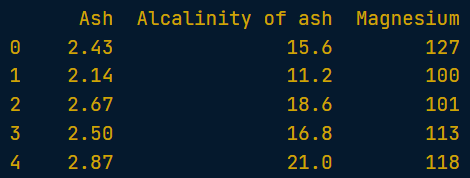 Ash Alcalinity of ash Magnesium
0 2.43 15.6 127
1 2.14 11.2 100
2 2.67 18.6 101
3 2.50 16.8 113
4 2.87 21.0 118